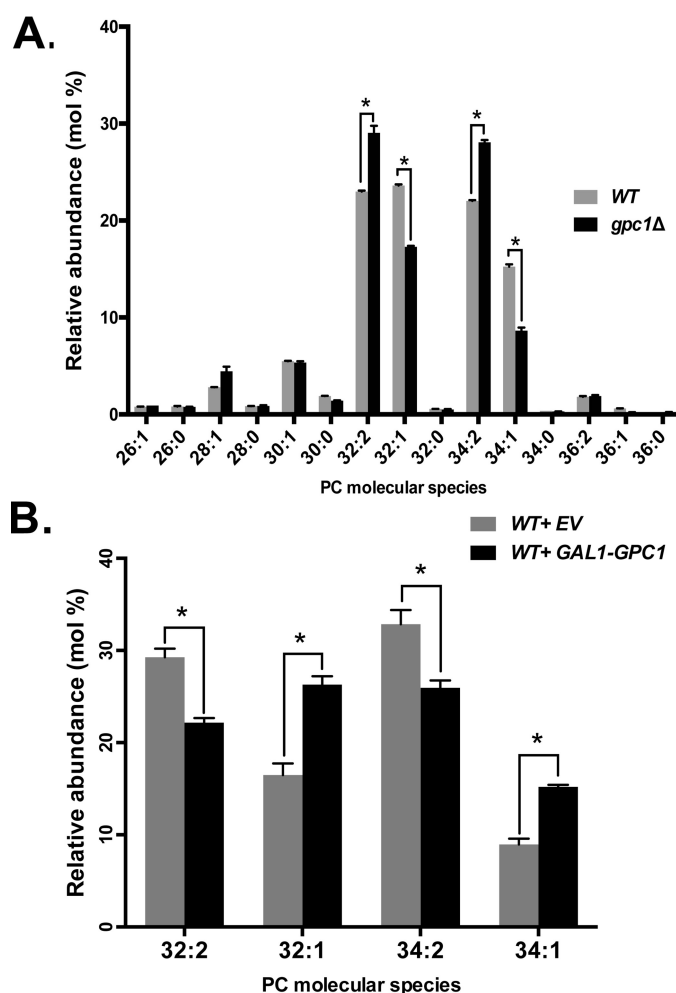 A.
Relative abundance (mol %)
40
30
20
10
0
* * * *
WT
gpc1Δ
26:1 26:0 28:1 28:0 30:1 30:0 32:2 32:1 32:0 34:2 34:1 34:0 36:2 36:1 36:0
PC molecular species
B.
WT+ EV
WT+ GAL1-GPC1
Relative abundance (mol %)
40
30
20
10
0
* * * *
32:2 32:1 34:2 34:1
PC molecular species